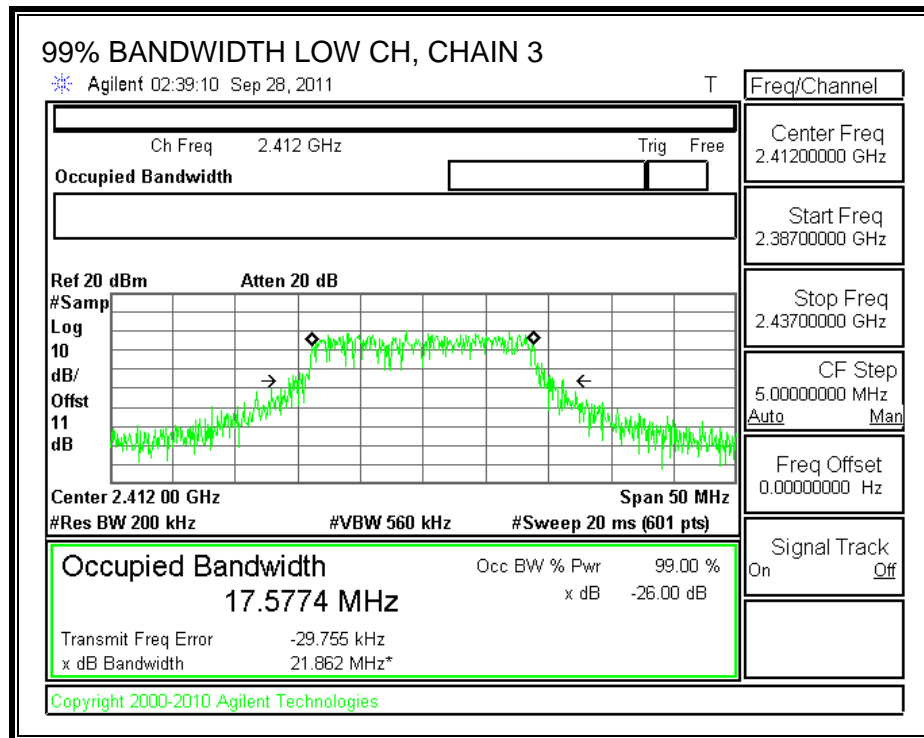 99% BANDWIDTH LOW CH, CHAIN 3
Agilent 02:39:10 Sep 28, 2011 T
Ch Freq 2.412 GHz Trig Free
Occupied Bandwidth
Ref 20 dBm Atten 20 dB
#Samp
Log
10
dB/
Offst
11
dB
Center 2.412 00 GHz Span 50 MHz
#Res BW 200 kHz #VBW 560 kHz #Sweep 20 ms (601 pts)
Occupied Bandwidth Occ BW % Pwr 99.00 %
17.5774 MHz x dB -26.00 dB
Transmit Freq Error -29.755 kHz
x dB Bandwidth 21.862 MHz*
Copyright 2000-2010 Agilent Technologies
Freq/Channel
Center Freq
2.41200000 GHz
Start Freq
2.38700000 GHz
Stop Freq
2.43700000 GHz
CF Step
5.00000000 MHz
Auto Man
Freq Offset
0.00000000 Hz
Signal Track
On Off